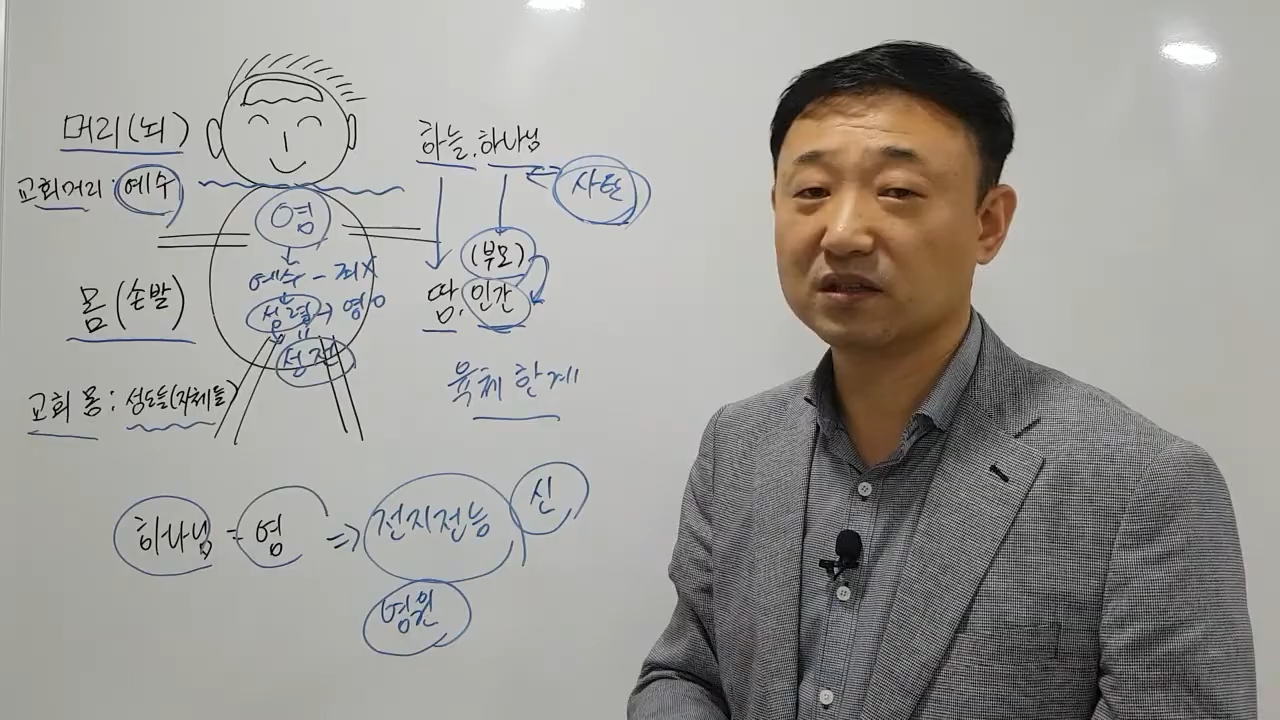 머리(뇌)
교회머리: 예수
영
예수 - 죄X
성령 → 영O
성전
몸(손발)
교회 몸: 성도들(자체들)
하늘, 하나님
사탄
(부모)
땅, 인간
육체 한계
하나님 - 영 ⇒ 전지전능 신
영원